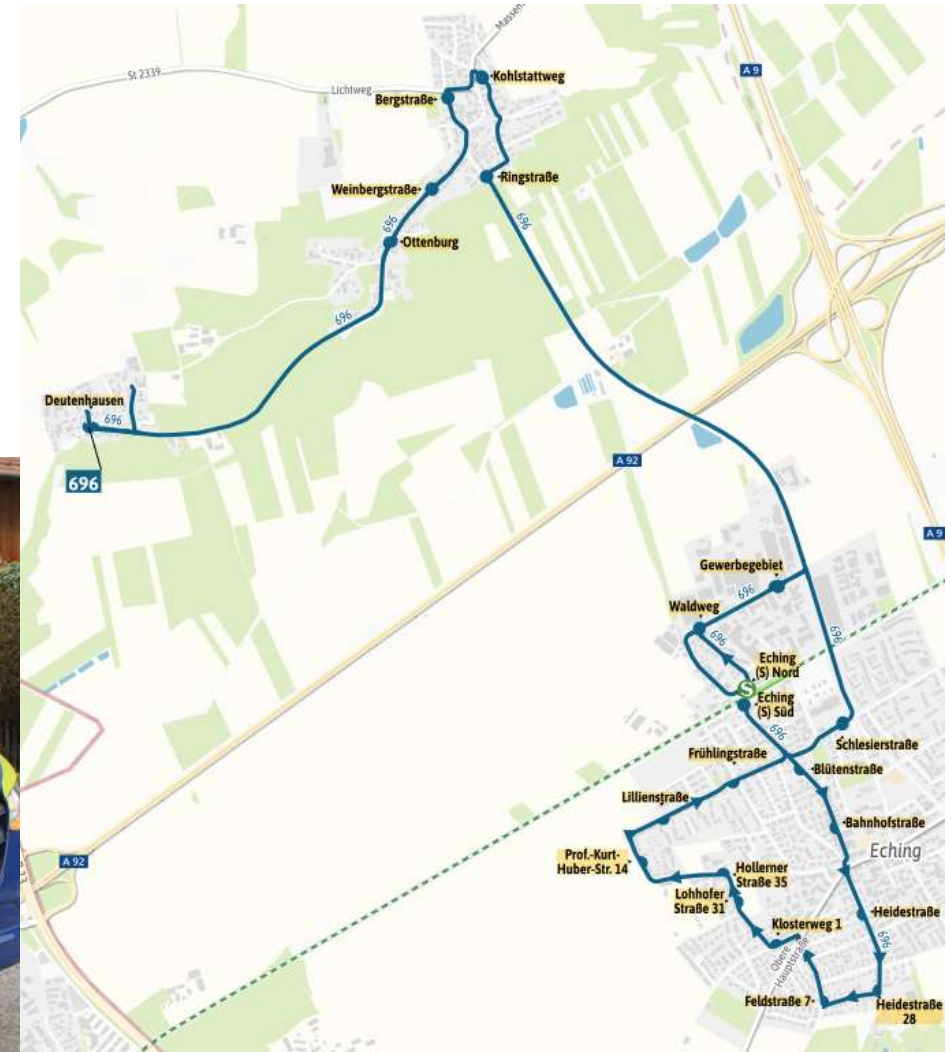 Massen
St 2339
Lichtweg
Kohlstattweg
Bergstraße
A 9
Weinbergstraße
Ringstraße
696
696
Ottenburg
696
Deutenhausen
696
696
A 92
A 9
Gewerbegebiet
696
Waldweg
696
696
Eching
(S) Nord
S
Eching
(S) Süd
696
Schlesierstraße
Frühlingstraße
Blütenstraße
Lillienstraße
Bahnhofstraße
Eching
A 92
Prof.-Kurt-
Huber-Str. 14
Hollerner
Straße 35
Lohhofer
Straße 31
Klosterweg 1
Heidestraße
696
Obere
Hauptstraße
Feldstraße 7
Heidestraße
28